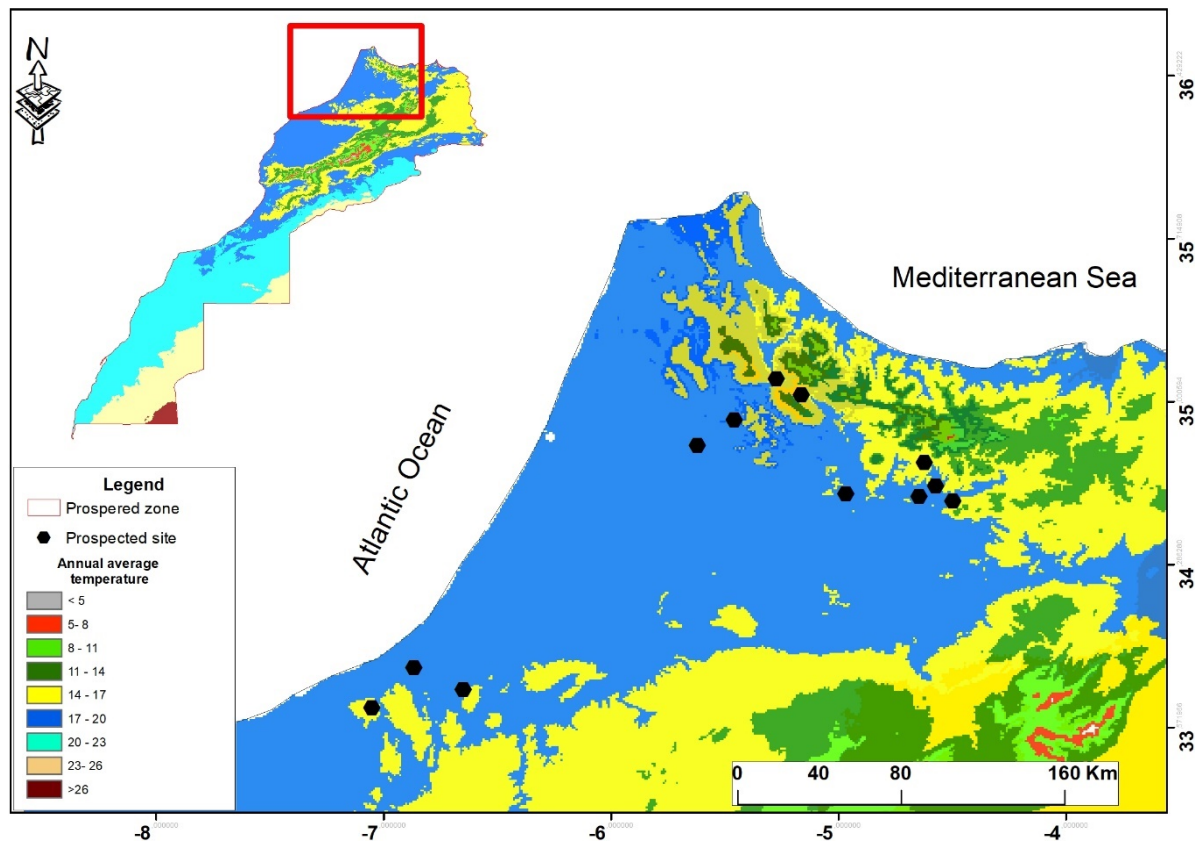 N
Mediterranean Sea
Atlantic Ocean
Legend
Prospered zone
Prospected site
Annual average
temperature
< 5
5- 8
8 - 11
11 - 14
14 - 17
17 - 20
20 - 23
23- 26
>26
0 40 80 160 Km
36
35
35
34
33
-8 -7 -6 -5 -4